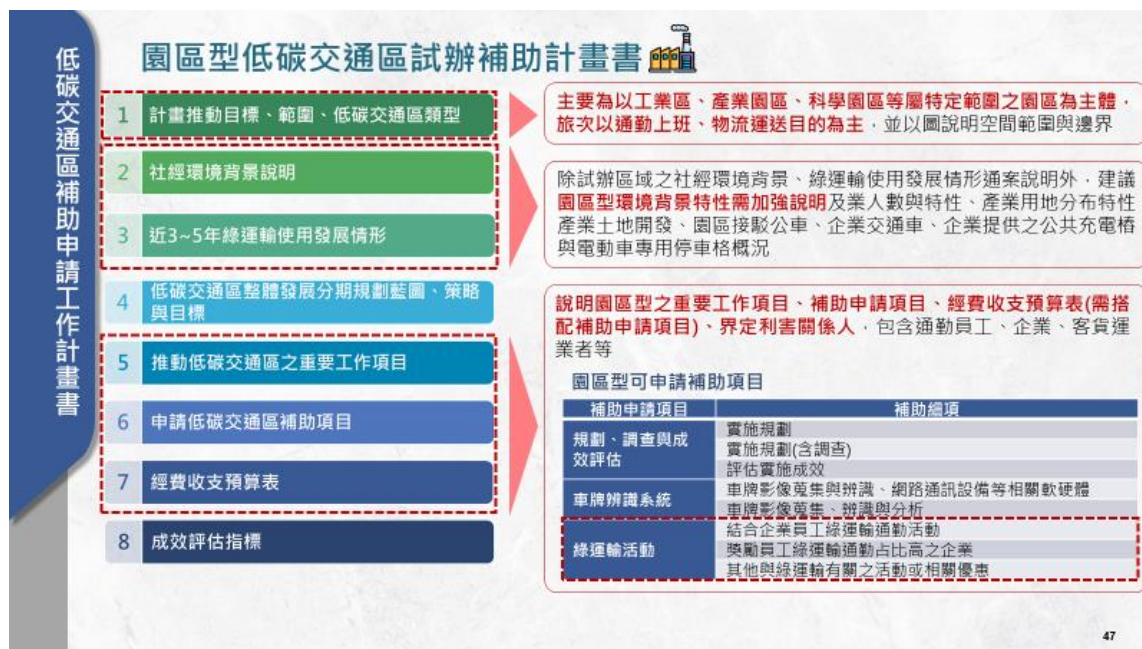 低碳交通區補助申請工作計畫書
園區型低碳交通區試辦補助計畫書
1 計畫推動目標、範圍、低碳交通區類型
2 社經環境背景說明
3 近3~5年綠運輸使用發展情形
4 低碳交通區整體發展分期規劃藍圖、策略
與目標
5 推動低碳交通區之重要工作項目
6 申請低碳交通區補助項目
7 經費收支預算表
8 成效評估指標
主要為以工業區、產業園區、科學園區等屬特定範圍之園區為主體，
旅次以通勤上班、物流運送目的為主，並以圖說明空間範圍與邊界
除試辦區域之社經環境背景、綠運輸使用發展情形通案說明外，建議
園區型環境背景特性需加強說明及業人數與特性、產業用地分布特性
產業土地開發、園區接駁公車、企業交通車、企業提供之公共充電樁
與電動車專用停車格概況
說明園區型之重要工作項目、補助申請項目、經費收支預算表(需搭
配補助申請項目)、界定利害關係人，包含通勤員工、企業、客貨運
業者等
園區型可申請補助項目
補助申請項目 補助細項
規劃、調查與成
效評估
實施規劃
實施規劃(含調查)
評估實施成效
車牌辨識系統
車牌影像蒐集與辨識、網路通訊設備等相關軟硬體
車牌影像蒐集、辨識與分析
綠運輸活動
結合企業員工綠運輸通勤活動
獎勵員工綠運輸通勤占比高之企業
其他與綠運輸有關之活動或相關優惠
47